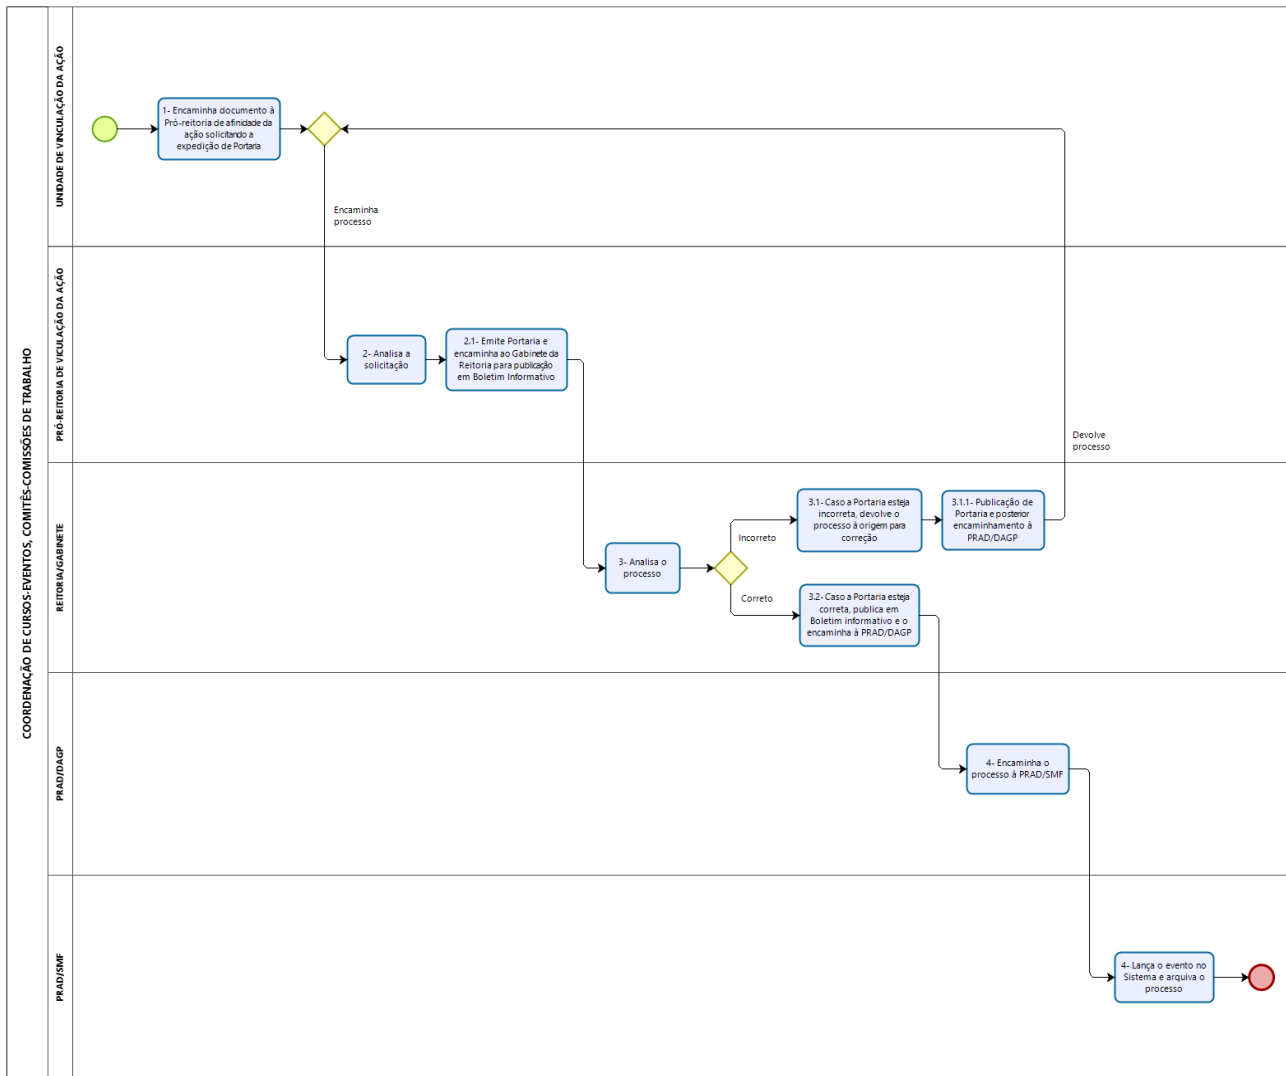 COORDENAÇÃO DE CURSOS-EVENTOS, COMITÊS-COMISSÕES DE TRABALHO
UNIDADE DE VINCULAÇÃO DA AÇÃO
1- Encaminha documento à
Pró-reitoria de afinidade da
ação solicitando a
expedição de Portaria
Encaminha
processo
PRÓ-REITORIA DE VICULAÇÃO DA AÇÃO
2- Analisa a
solicitação
2.1- Emite Portaria e
encaminha ao Gabinete da
Reitoria para publicação
em Boletim Informativo
Devolve
processo
REITORIA/GABINETE
3- Analisa o
processo
Incorreto
3.1- Caso a Portaria esteja
incorreta, devolve o
processo à origem para
correção
3.1.1- Publicação de
Portaria e posterior
encaminhamento à
PRAD/DAGP
Correto
3.2- Caso a Portaria esteja
correta, publica em
Boletim informativo e o
encaminha à PRAD/DAGP
PRAD/DAGP
4- Encaminha o
processo à PRAD/SMF
PRAD/SMF
4- Lança o evento no
Sistema e arquiva o
processo